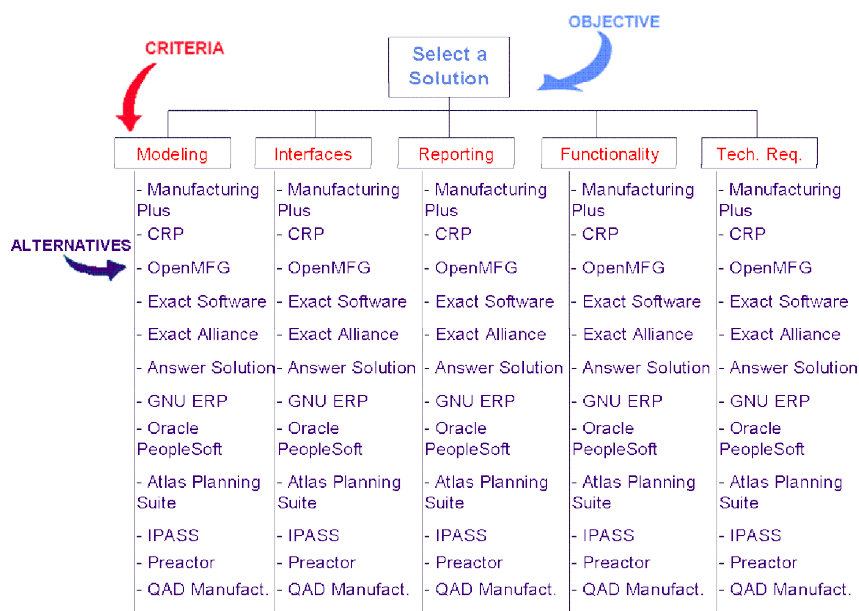 OBJECTIVE
CRITERIA
Select a
Solution
Modeling Interfaces Reporting Functionality Tech. Req.
- Manufacturing - Manufacturing - Manufacturing - Manufacturing - Manufacturing
Plus Plus Plus Plus Plus
- CRP - CRP - CRP - CRP - CRP
ALTERNATIVES
- OpenMFG - OpenMFG - OpenMFG - OpenMFG - OpenMFG
- Exact Software - Exact Software - Exact Software - Exact Software - Exact Software
- Exact Alliance - Exact Alliance - Exact Alliance - Exact Alliance - Exact Alliance
- Answer Solution - Answer Solution - Answer Solution - Answer Solution - Answer Solution
- GNU ERP - GNU ERP - GNU ERP - GNU ERP - GNU ERP
- Oracle - Oracle - Oracle - Oracle - Oracle
PeopleSoft PeopleSoft PeopleSoft PeopleSoft PeopleSoft
- Atlas Planning - Atlas Planning - Atlas Planning - Atlas Planning - Atlas Planning
Suite Suite Suite Suite Suite
- IPASS - IPASS - IPASS - IPASS - IPASS
- Preactor - Preactor - Preactor - Preactor - Preactor
- QAD Manufact. - QAD Manufact. - QAD Manufact. - QAD Manufact. - QAD Manufact.